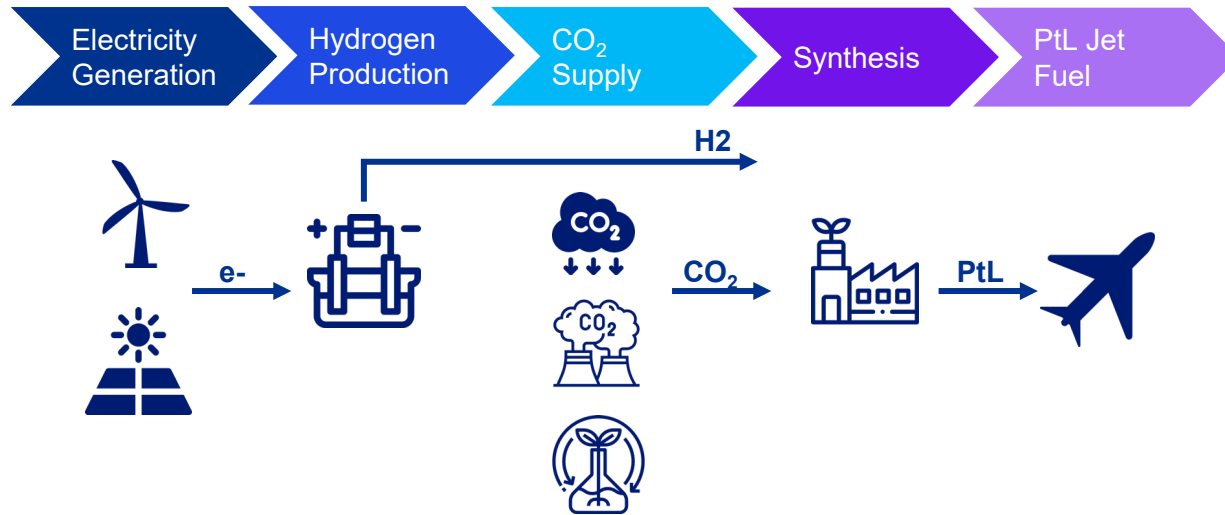 Electricity
Generation
Hydrogen
Production
CO₂
Supply
Synthesis
PtL Jet
Fuel
H2
+ −
CO₂
e-
CO₂
PtL
CO₂